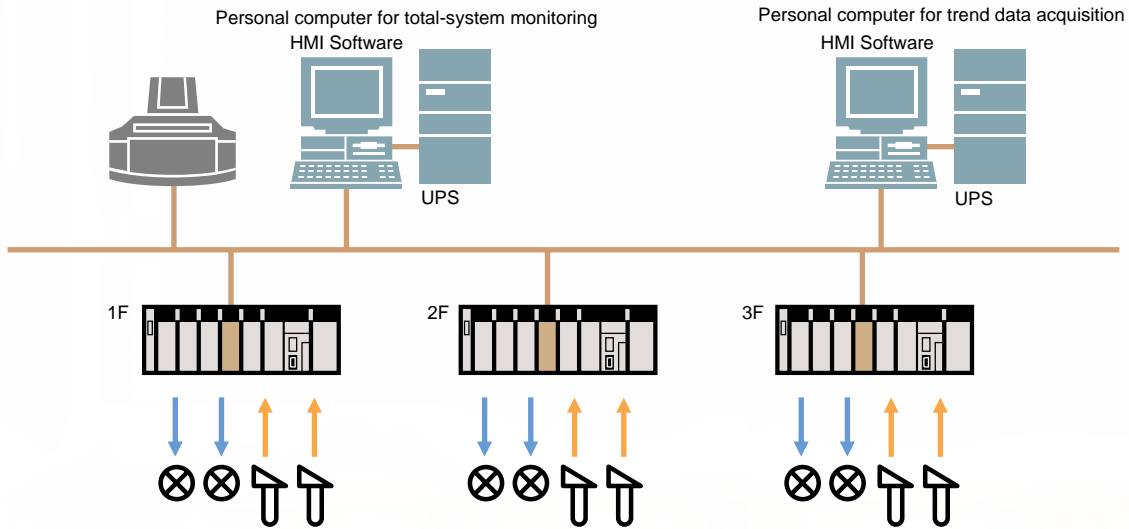 Personal computer for total-system monitoring
HMI Software
UPS
Personal computer for trend data acquisition
HMI Software
UPS
1F
2F
3F